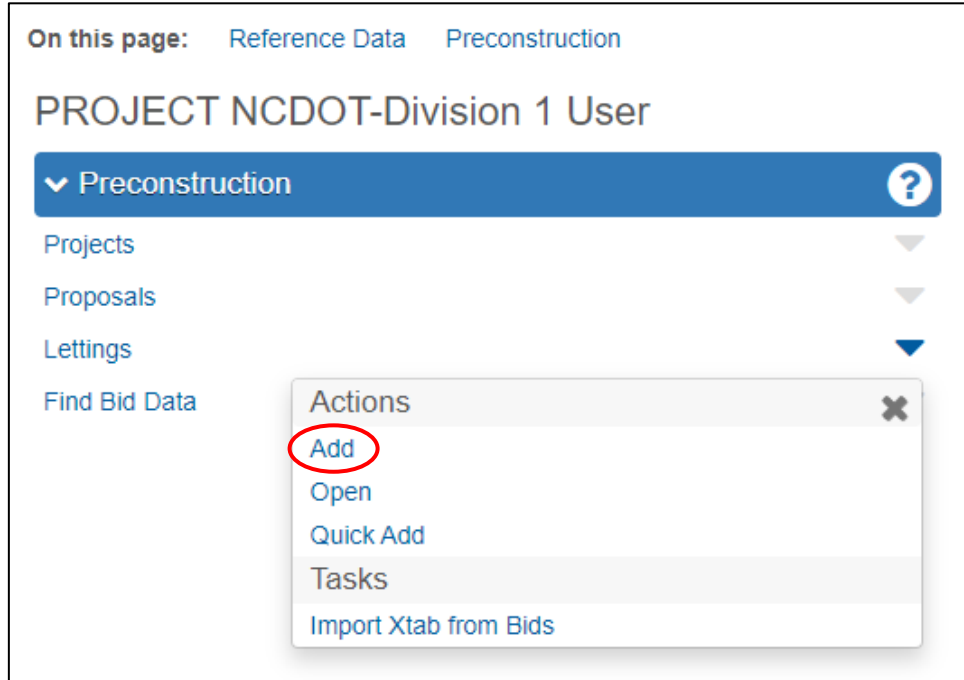 On this page: Reference Data Preconstruction
PROJECT NCDOT-Division 1 User
Preconstruction ?
Projects
Proposals
Lettings
Find Bid Data
Actions
Add
Open
Quick Add
Tasks
Import Xtab from Bids